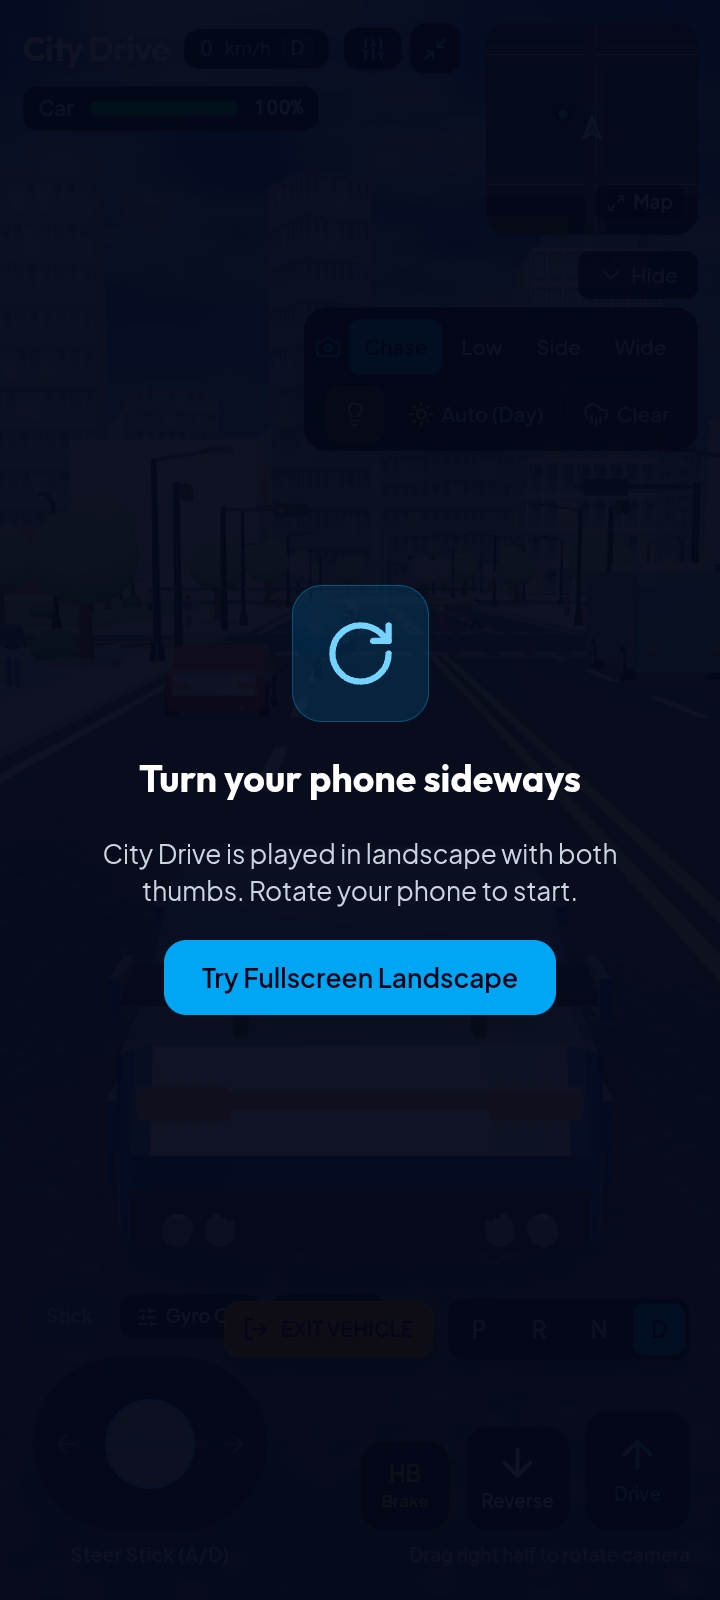 City Drive
0 km/h D
Car 100%
Map
Hide
Chase Low Side Wide
Auto (Day) Clear
Turn your phone sideways
City Drive is played in landscape with both
thumbs. Rotate your phone to start.
Try Fullscreen Landscape
Stick Gyro
EXIT VEHICLE
P R N D
HB
Brake
Reverse
Drive
Steer Stick (A/D)
Drag right half to rotate camera